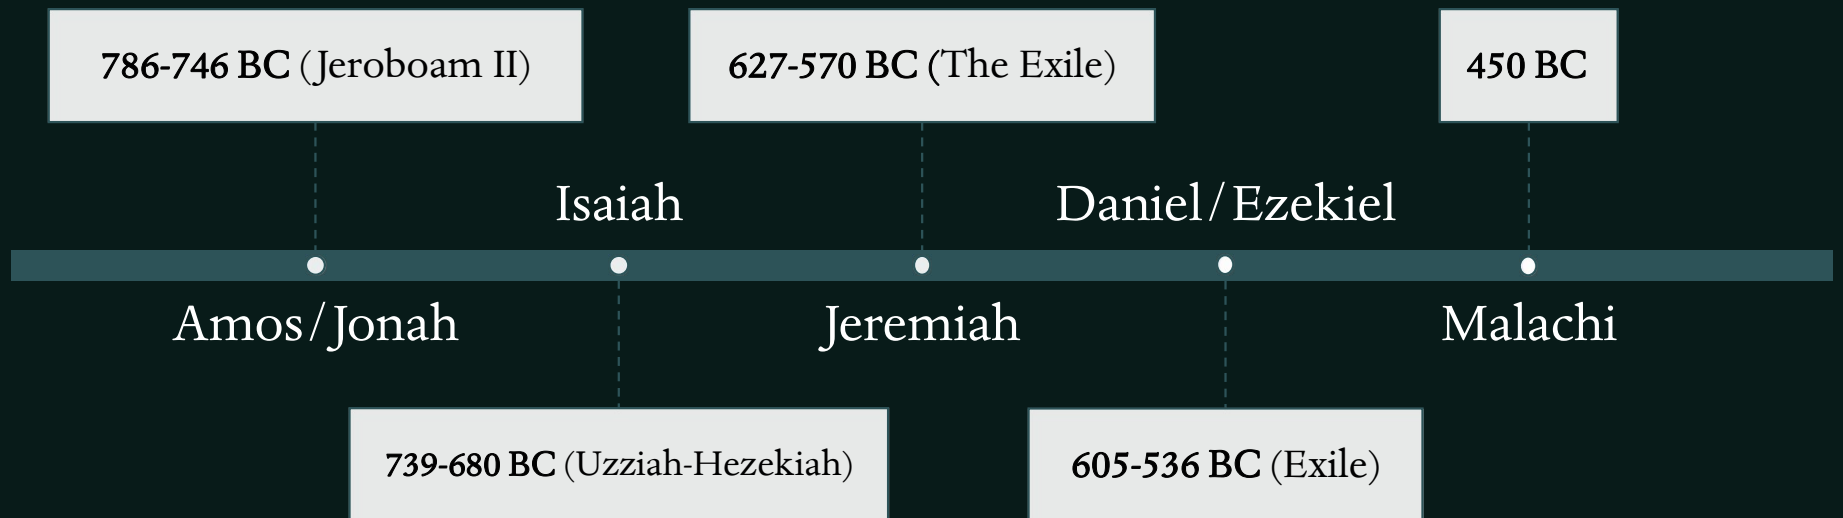 786-746 BC (Jeroboam II)
627-570 BC (The Exile)
450 BC
Isaiah
Daniel/Ezekiel
Amos/Jonah
Jeremiah
Malachi
739-680 BC (Uzziah-Hezekiah)
605-536 BC (Exile)